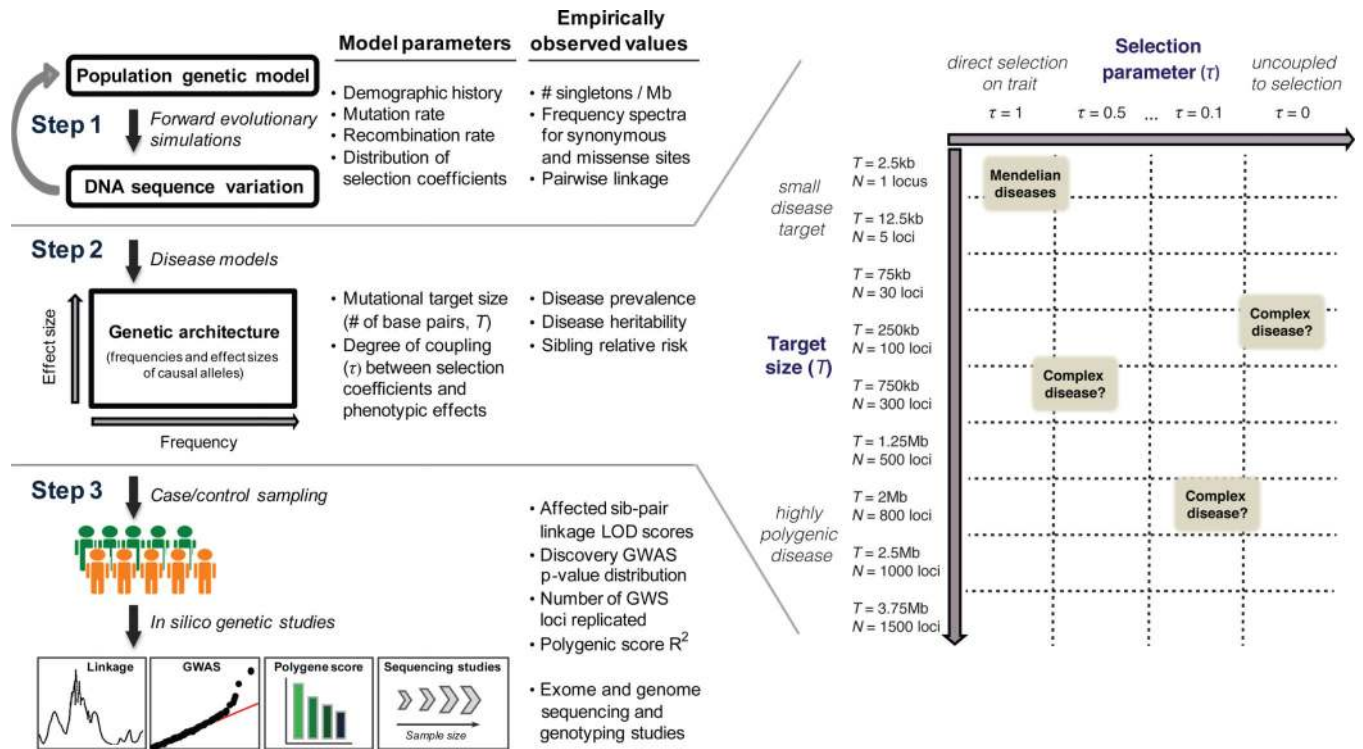 Model parameters
Empirically
observed values
Population genetic model
Step 1
Forward evolutionary
simulations
DNA sequence variation
• Demographic history
• Mutation rate
• Recombination rate
• Distribution of
selection coefficients
• # singletons / Mb
• Frequency spectra
for synonymous
and missense sites
• Pairwise linkage
Step 2
Disease models
Effect size
Genetic architecture
(frequencies and effect sizes
of causal alleles)
Frequency
• Mutational target size
(# of base pairs, T)
• Degree of coupling
(τ) between selection
coefficients and
phenotypic effects
• Disease prevalence
• Disease heritability
• Sibling relative risk
Step 3
Case/control sampling
In silico genetic studies
Linkage
GWAS
Polygene score
Sequencing studies
Sample size
• Affected sib-pair
linkage LOD scores
• Discovery GWAS
p-value distribution
• Number of GWS
loci replicated
• Polygenic score R²
• Exome and genome
sequencing and
genotyping studies
direct selection
on trait
Selection
parameter (τ)
uncoupled
to selection
τ = 1
τ = 0.5
...
τ = 0.1
τ = 0
small
disease
target
Target
size (T)
highly
polygenic
disease
T = 2.5kb
N = 1 locus
T = 12.5kb
N = 5 loci
T = 75kb
N = 30 loci
T = 250kb
N = 100 loci
T = 750kb
N = 300 loci
T = 1.25Mb
N = 500 loci
T = 2Mb
N = 800 loci
T = 2.5Mb
N = 1000 loci
T = 3.75Mb
N = 1500 loci
Mendelian
diseases
Complex
disease?
Complex
disease?
Complex
disease?